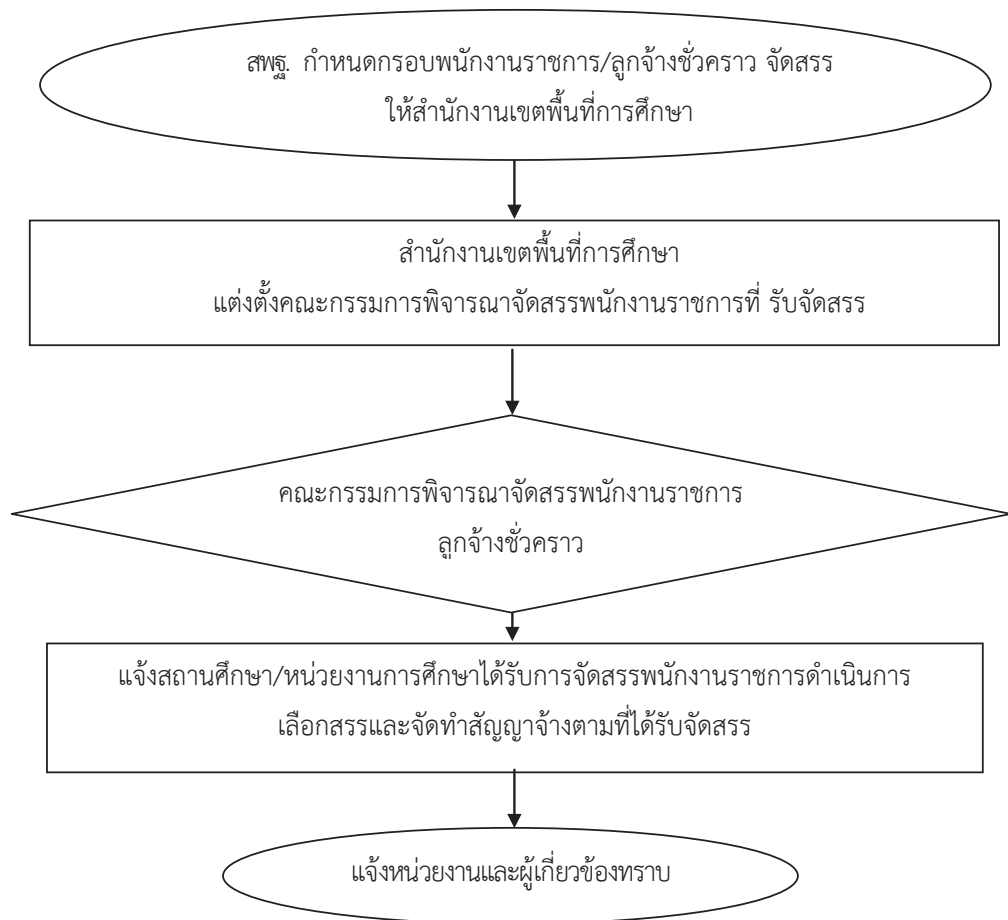 สพฐ. กำหนดกรอบพนักงานราชการ/ลูกจ้างชั่วคราว จัดสรร
ให้สำนักงานเขตพื้นที่การศึกษา
สำนักงานเขตพื้นที่การศึกษา
แต่งตั้งคณะกรรมการพิจารณาจัดสรรพนักงานราชการที่ รับจัดสรร
คณะกรรมการพิจารณาจัดสรรพนักงานราชการ
ลูกจ้างชั่วคราว
แจ้งสถานศึกษา/หน่วยงานการศึกษาได้รับการจัดสรรพนักงานราชการดำเนินการ
เลือกสรรและจัดทำสัญญาจ้างตามที่ได้รับจัดสรร
แจ้งหน่วยงานและผู้เกี่ยวข้องทราบ